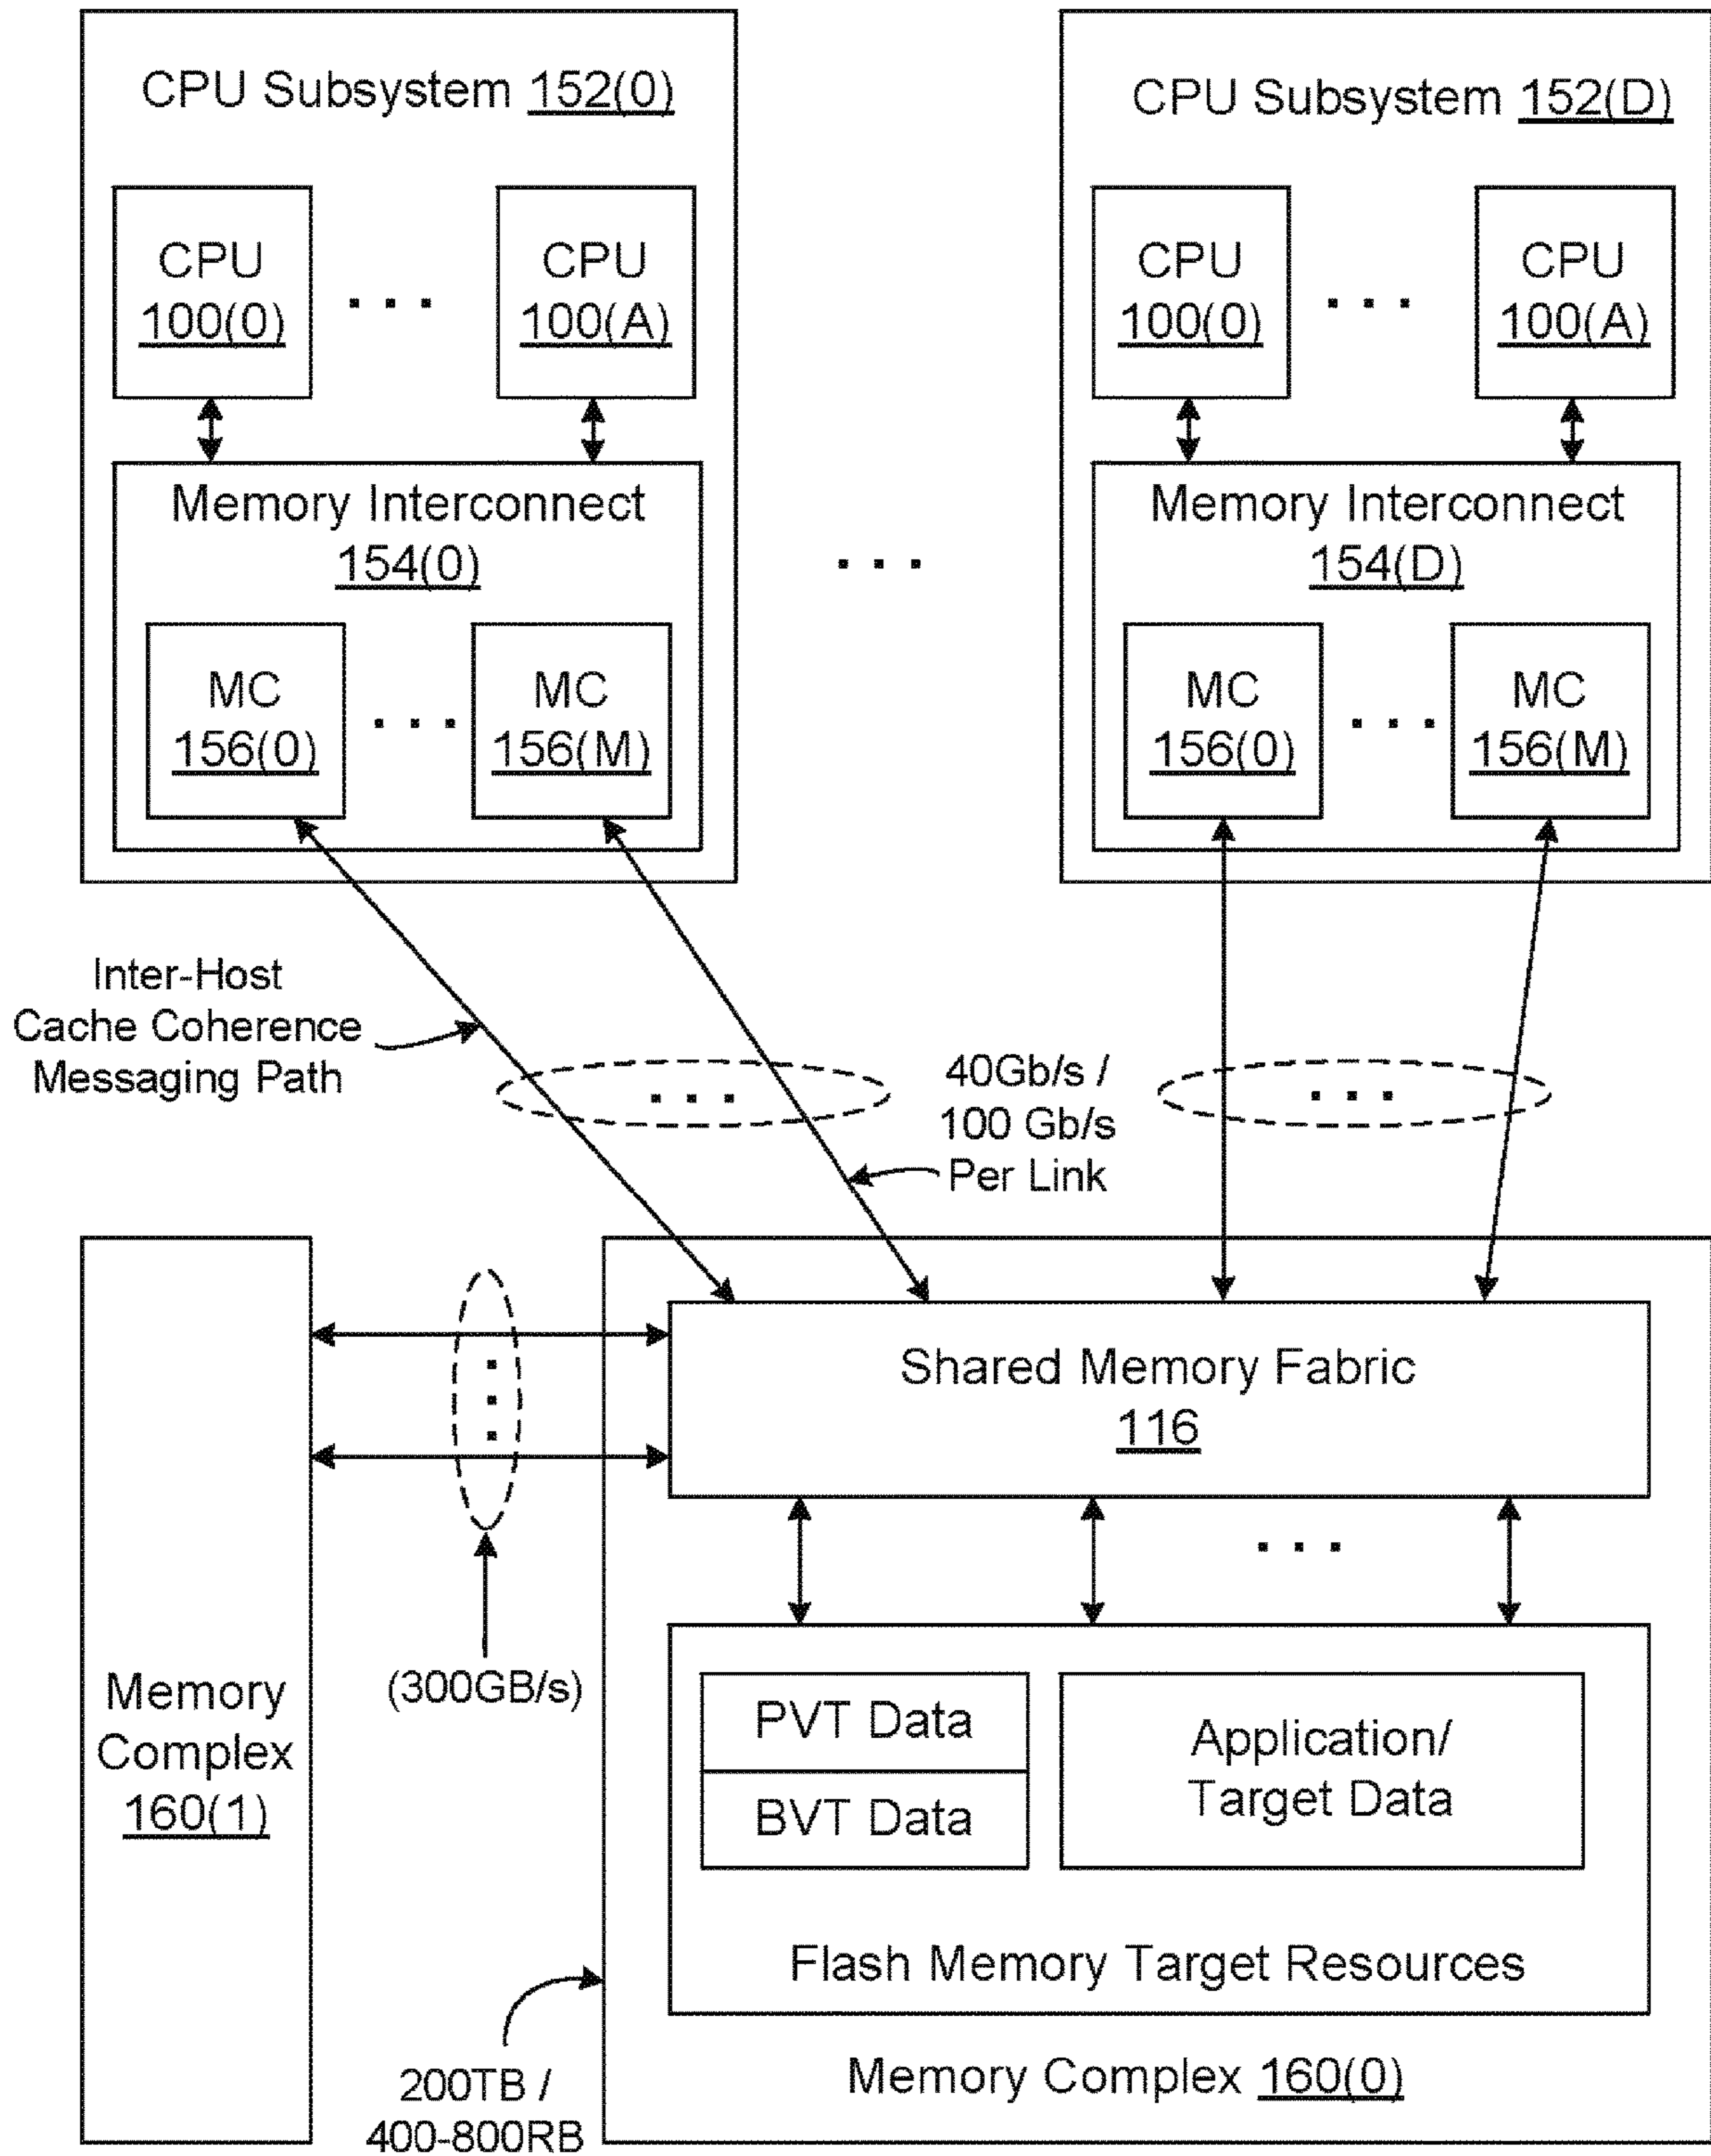 CPU Subsystem 152(0)
CPU
100(0)
. . .
CPU
100(A)
Memory Interconnect
154(0)
MC
156(0)
. . .
MC
156(M)
. . .
CPU Subsystem 152(D)
CPU
100(0)
. . .
CPU
100(A)
Memory Interconnect
154(D)
MC
156(0)
. . .
MC
156(M)
Inter-Host
Cache Coherence
Messaging Path
. . .
40Gb/s /
100 Gb/s
Per Link
. . .
Memory
Complex
160(1)
. . .
(300GB/s)
Shared Memory Fabric
116
. . .
PVT Data
BVT Data
Application/
Target Data
Flash Memory Target Resources
Memory Complex 160(0)
200TB /
400-800RB